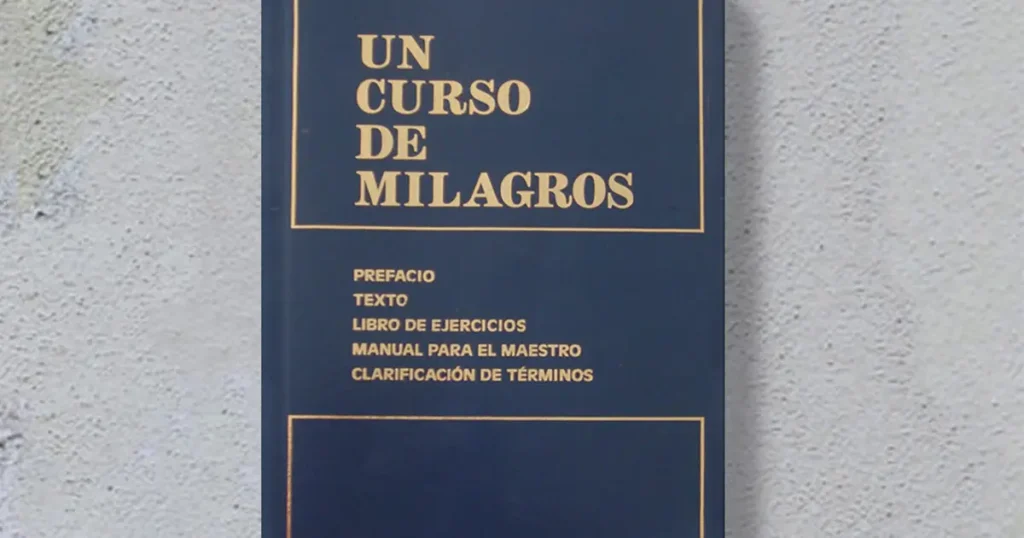 UN
CURSO
DE
MILAGROS
PREFACIO
TEXTO
LIBRO DE EJERCICIOS
MANUAL PARA EL MAESTRO
CLARIFICACIÓN DE TÉRMINOS